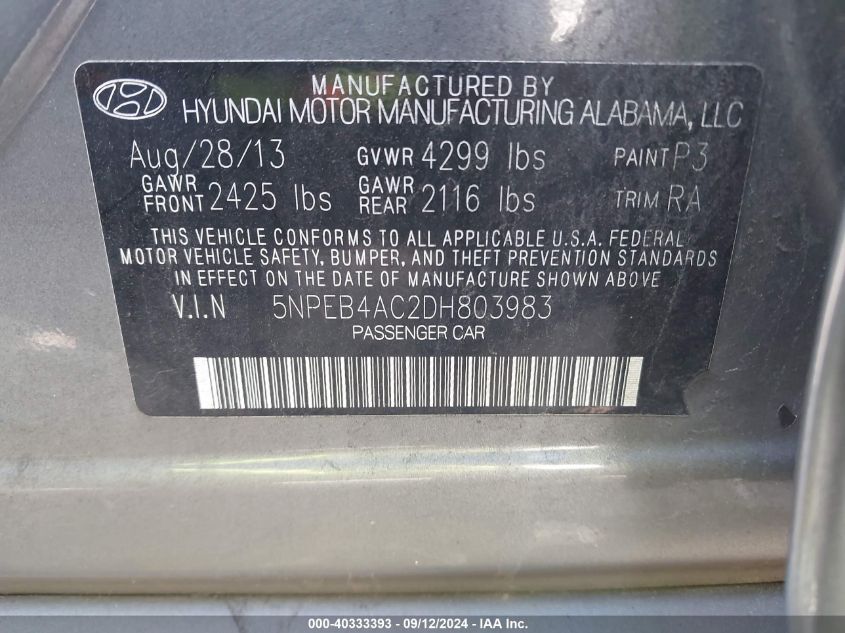 MANUFACTURED BY
HYUNDAI MOTOR MANUFACTURING ALABAMA, LLC
Aug/28/13 GVWR 4299 lbs PAINT P3
GAWR FRONT 2425 lbs GAWR REAR 2116 lbs TRIM RA
THIS VEHICLE CONFORMS TO ALL APPLICABLE U.S.A. FEDERAL
MOTOR VEHICLE SAFETY, BUMPER, AND THEFT PREVENTION STANDARDS
IN EFFECT ON THE DATE OF MANUFACTURE SHOWN ABOVE
V.I.N 5NPEB4AC2DH803983
PASSENGER CAR
000-40333393 - 09/12/2024 - IAA Inc.